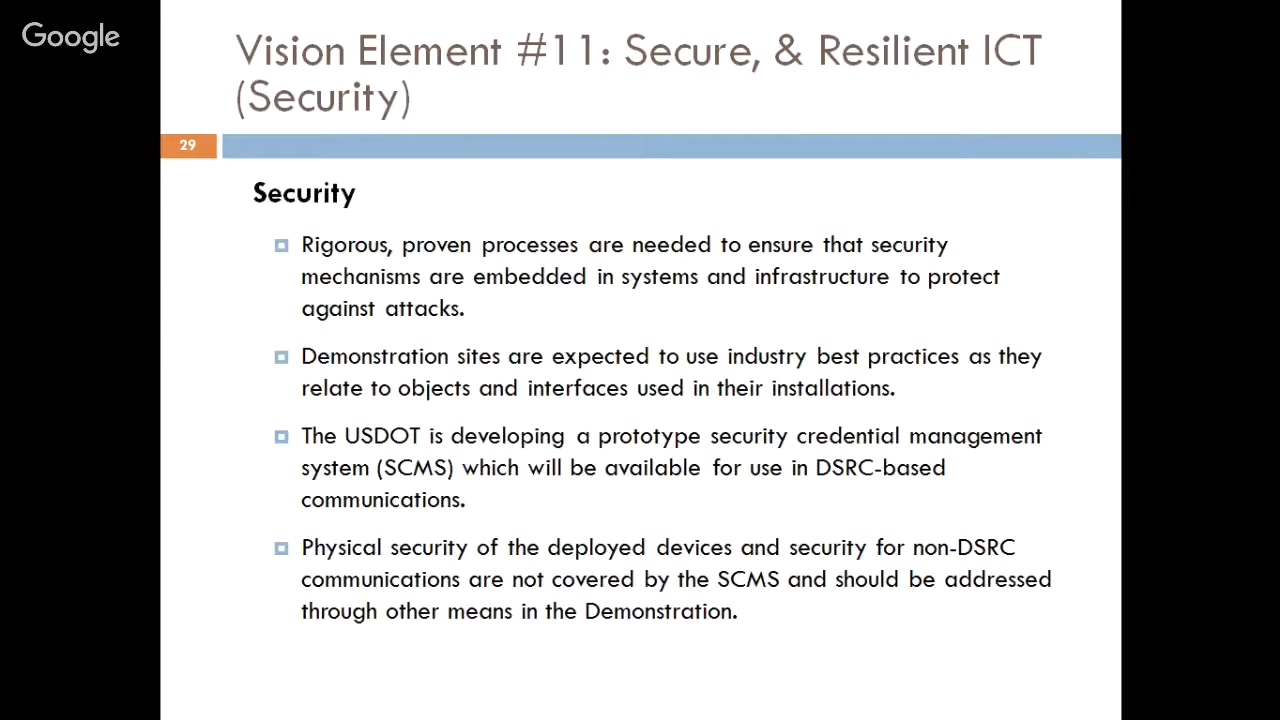 Google
Vision Element #11: Secure, & Resilient ICT
(Security)
29
Security
Rigorous, proven processes are needed to ensure that security
mechanisms are embedded in systems and infrastructure to protect
against attacks.
Demonstration sites are expected to use industry best practices as they
relate to objects and interfaces used in their installations.
The USDOT is developing a prototype security credential management
system (SCMS) which will be available for use in DSRC-based
communications.
Physical security of the deployed devices and security for non-DSRC
communications are not covered by the SCMS and should be addressed
through other means in the Demonstration.